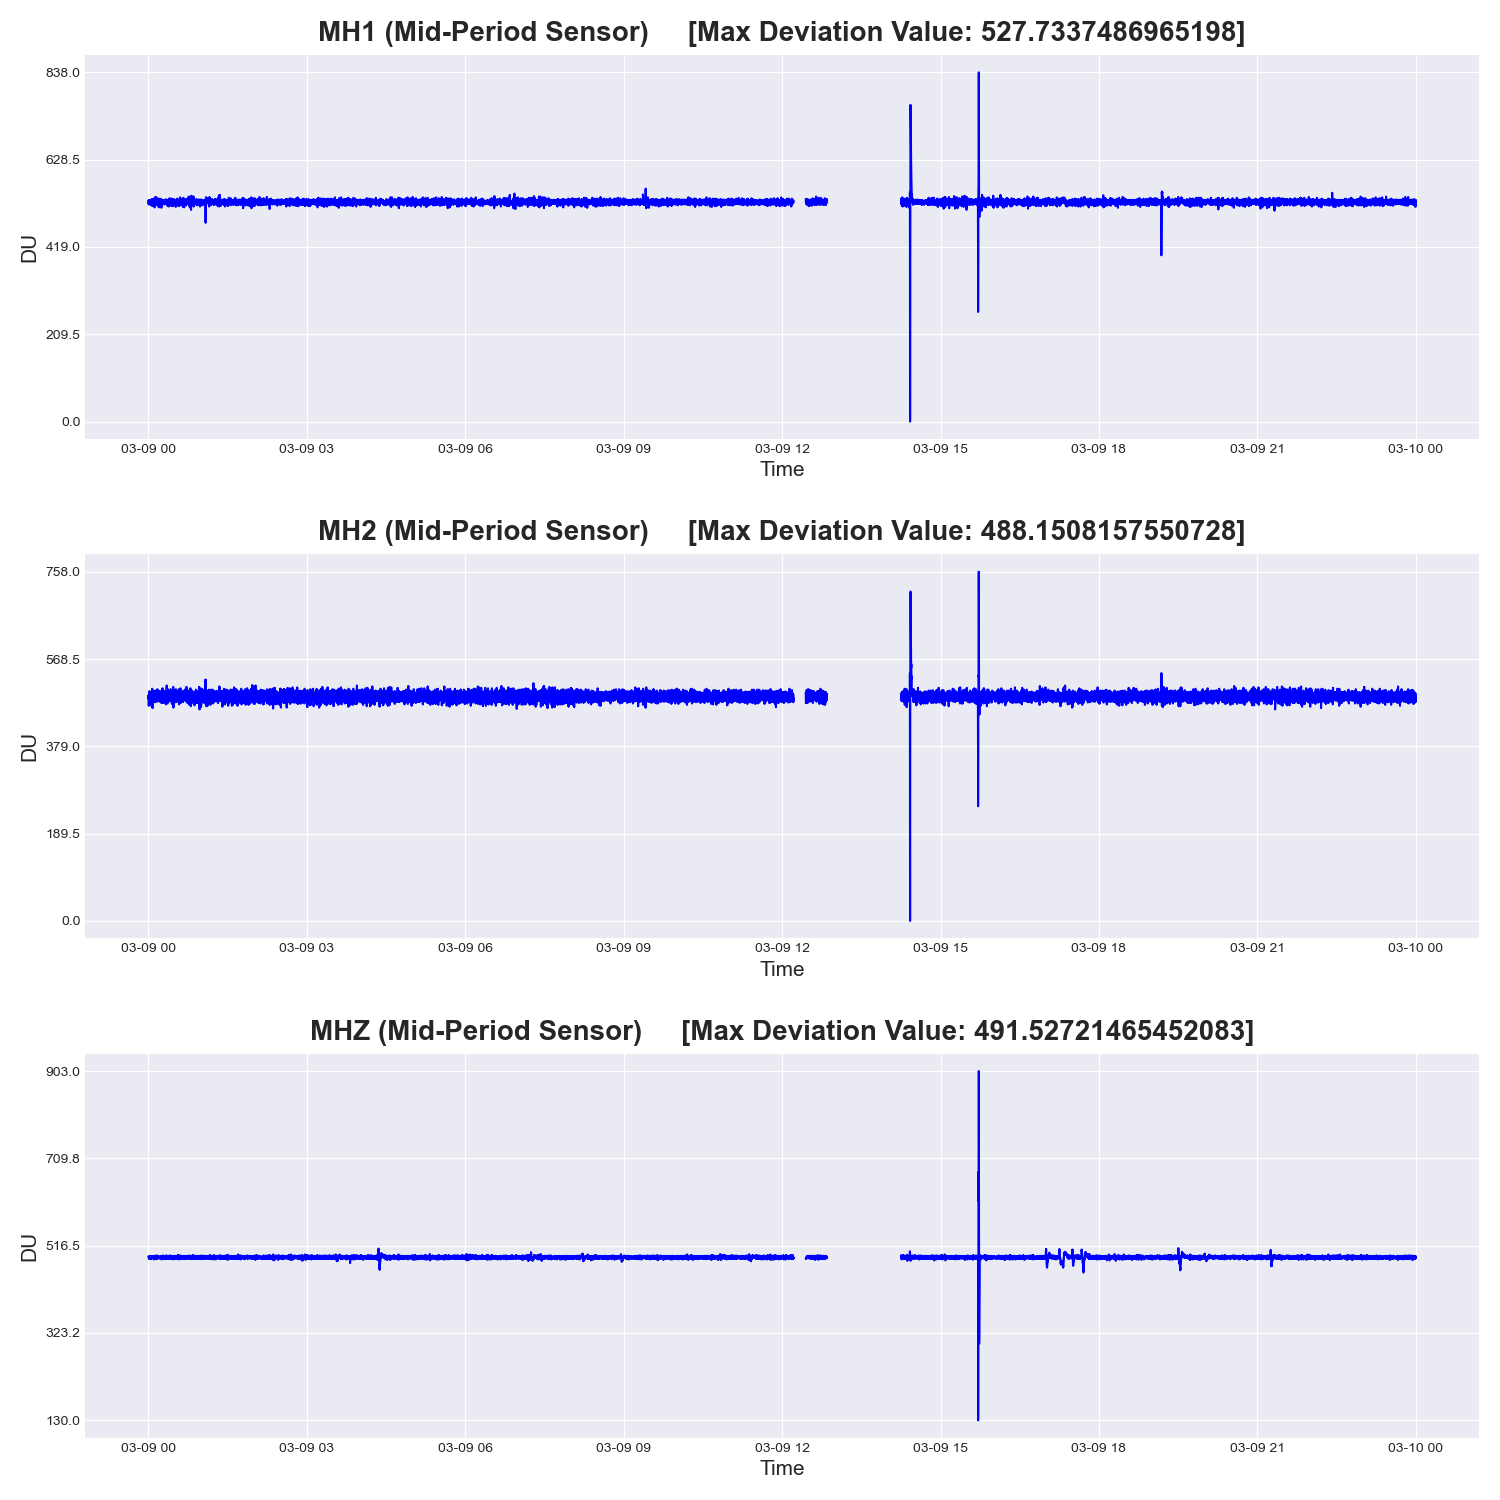 MH1 (Mid-Period Sensor) [Max Deviation Value: 527.7337486965198]
838.0
628.5
419.0
209.5
0.0
DU
03-09 00 03-09 03 03-09 06 03-09 09 03-09 12 03-09 15 03-09 18 03-09 21 03-10 00
Time
MH2 (Mid-Period Sensor) [Max Deviation Value: 488.1508157550728]
758.0
568.5
379.0
189.5
0.0
DU
03-09 00 03-09 03 03-09 06 03-09 09 03-09 12 03-09 15 03-09 18 03-09 21 03-10 00
Time
MHZ (Mid-Period Sensor) [Max Deviation Value: 491.52721465452083]
903.0
709.8
516.5
323.2
130.0
DU
03-09 00 03-09 03 03-09 06 03-09 09 03-09 12 03-09 15 03-09 18 03-09 21 03-10 00
Time